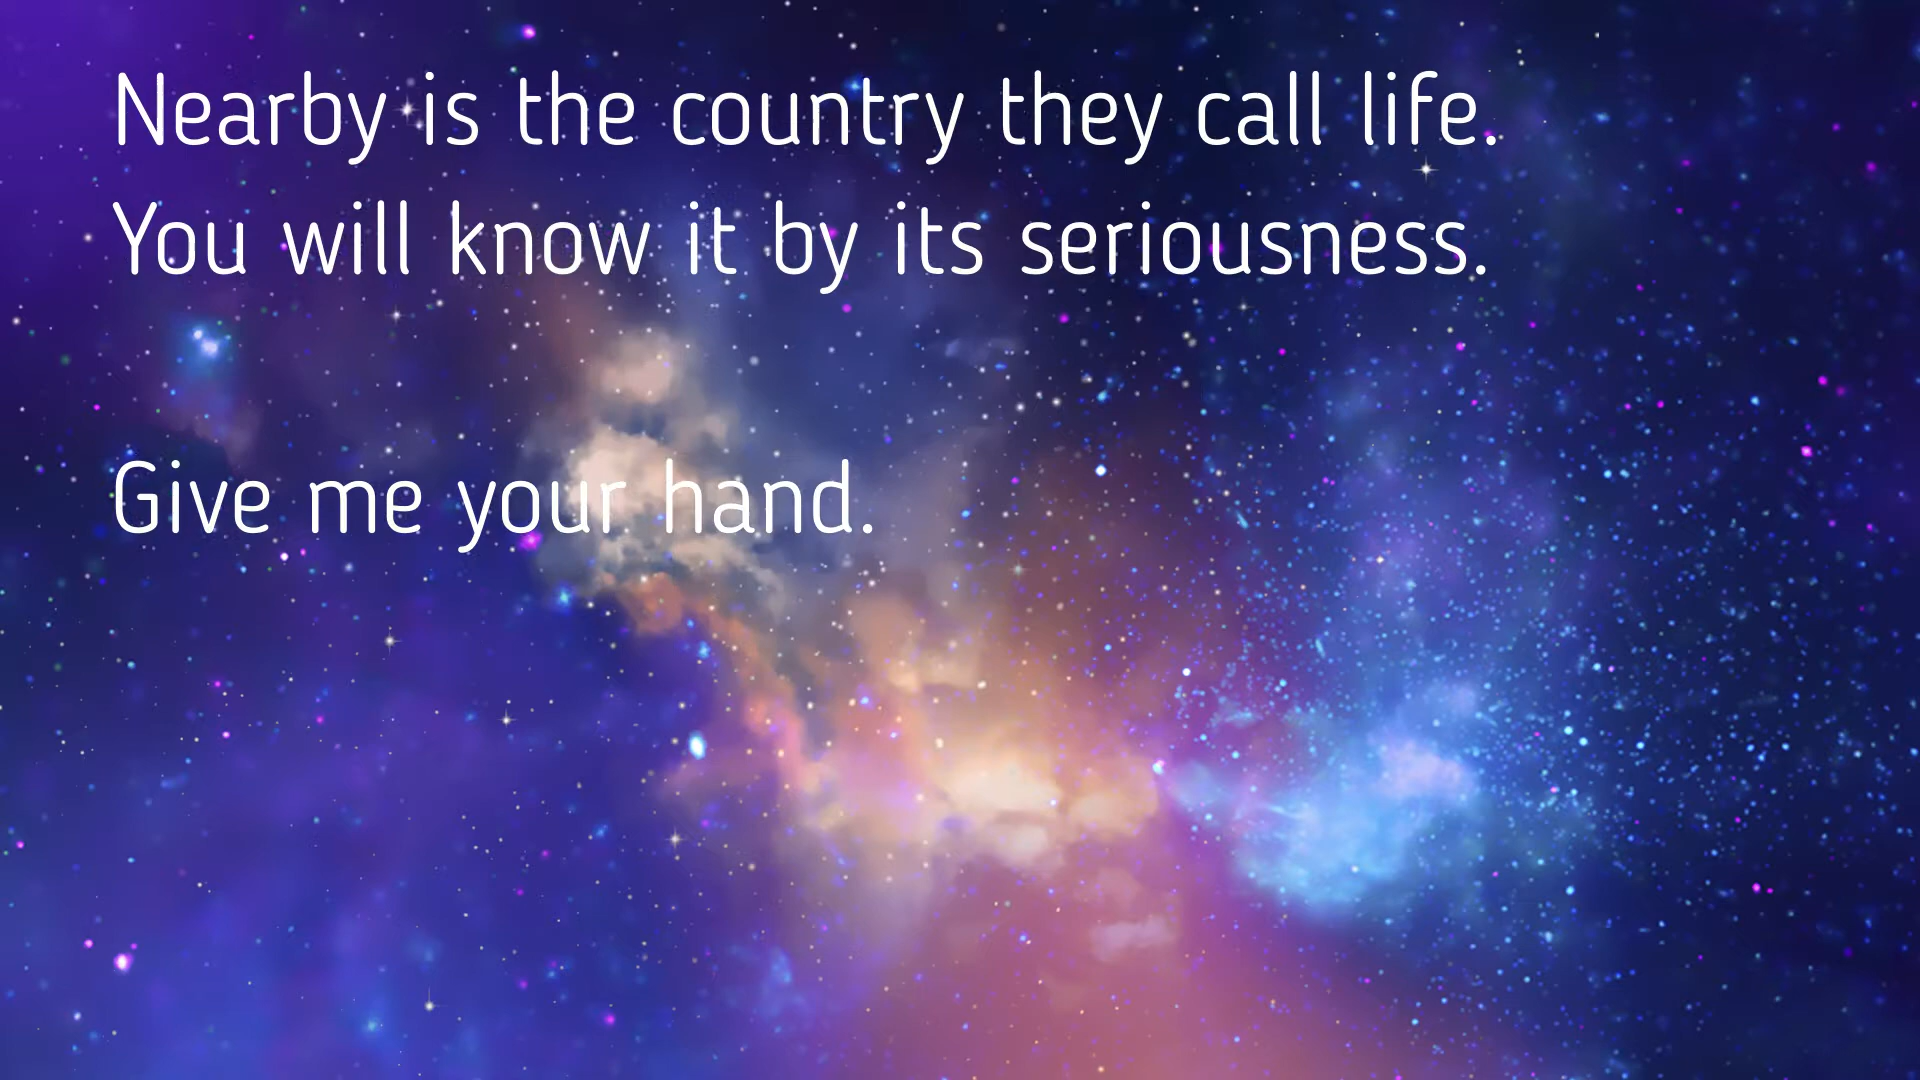 Nearby is the country they call life.
You will know it by its seriousness.
Give me your hand.